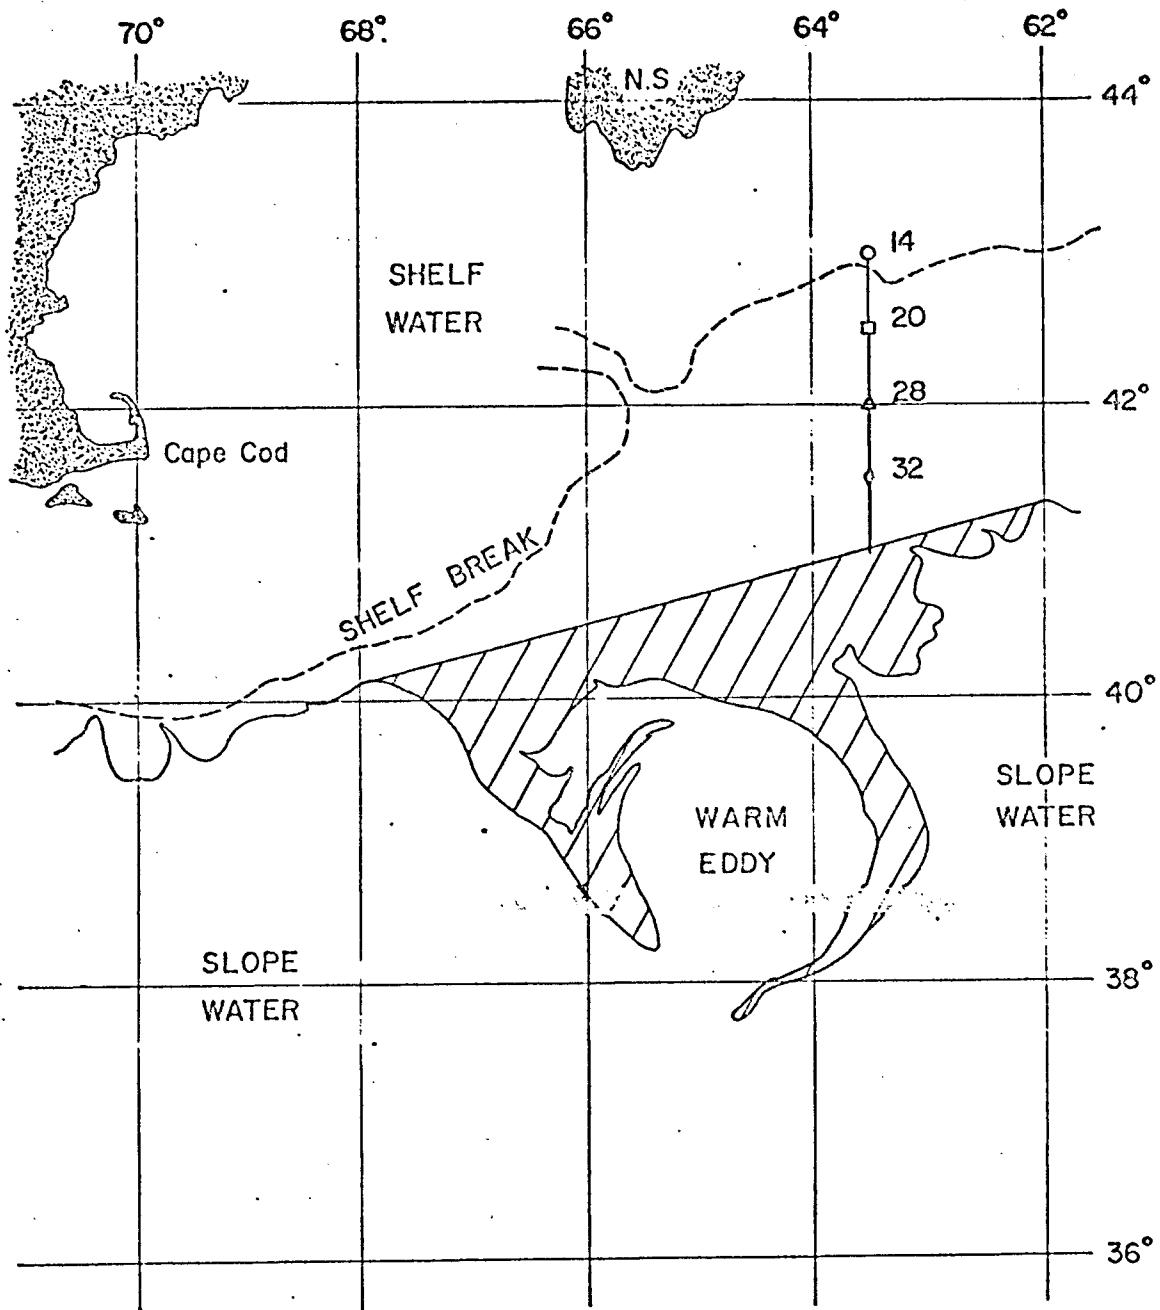 70° 68° 66° 64° 62°
N.S
44°
14
SHELF
WATER
20
28
42°
Cape Cod
32
SHELF BREAK
40°
SLOPE
WATER
WARM
EDDY
SLOPE
WATER
38°
36°